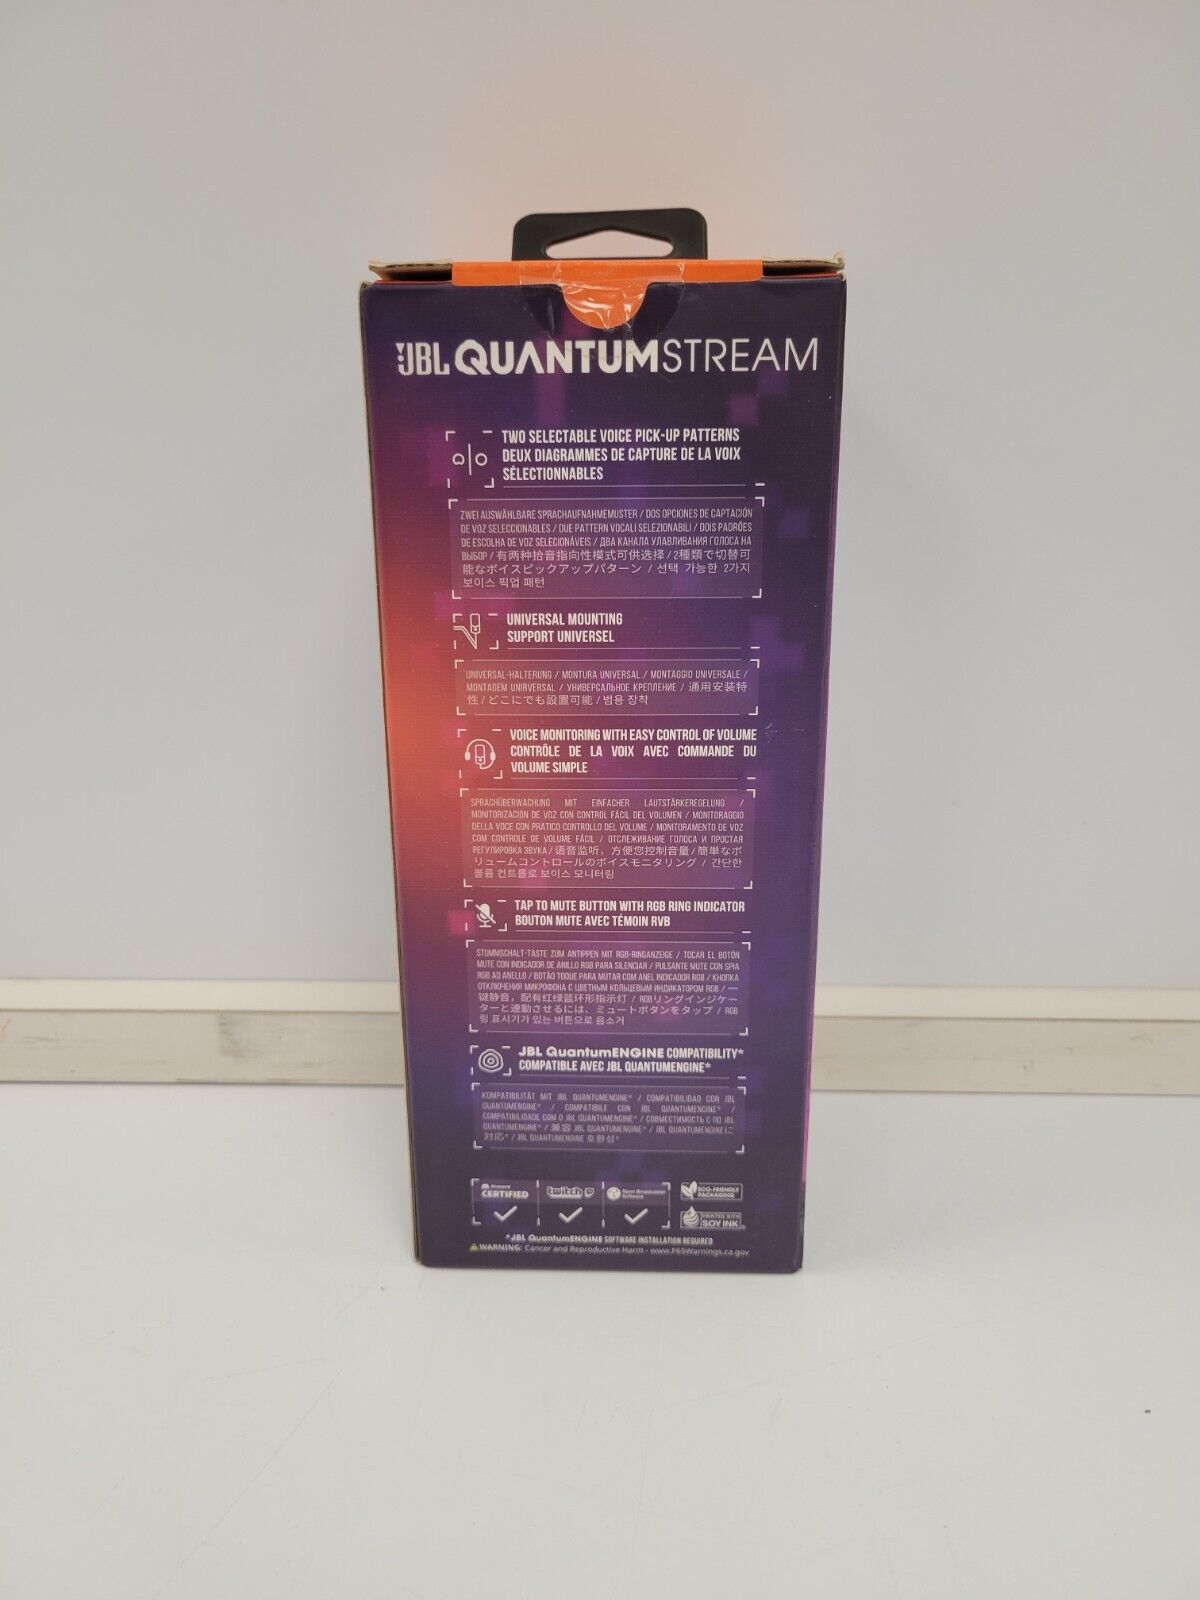 JBL QUANTUMSTREAM
TWO SELECTABLE VOICE PICK-UP PATTERNS
DEUX DIAGRAMMES DE CAPTURE DE LA VOIX
SÉLECTIONNABLES
ZWEI AUSWÄHLBARE SPRACHAUFNAHMEMUSTER / DOS OPCIONES DE CAPTACIÓN
DE VOZ SELECCIONABLES / DUE PATTERN VOCALI SELEZIONABILI / DOIS PADRÕES
DE ESCOLHA DE VOZ SELECIONÁVEIS / ДВА КАНАЛА УЛАВЛИВАНИЯ ГОЛОСА НА
ВЫБОР / 有两种拾音指向性模式可供选择 / 2種類で切替可
能なボイスピックアップパターン / 선택 가능한 2가지
보이스 픽업 패턴
UNIVERSAL MOUNTING
SUPPORT UNIVERSEL
UNIVERSAL-HALTERUNG / MONTURA UNIVERSAL / MONTAGGIO UNIVERSALE /
MONTAGEM UNIRVERSAL / УНИВЕРСАЛЬНОЕ КРЕПЛЕНИЕ / 通用安装特
性 / どこにでも設置可能 / 범용 장착
VOICE MONITORING WITH EASY CONTROL OF VOLUME
CONTRÔLE DE LA VOIX AVEC COMMANDE DU
VOLUME SIMPLE
SPRACHÜBERWACHUNG MIT EINFACHER LAUTSTÄRKEREGELUNG /
MONITORIZACIÓN DE VOZ CON CONTROL FÁCIL DEL VOLUMEN / MONITORAGGIO
DELLA VOCE CON PRATICO CONTROLLO DEL VOLUME / MONITORAMENTO DE VOZ
COM CONTROLE DE VOLUME FÁCIL / ОТСЛЕЖИВАНИЕ ГОЛОСА И ПРОСТАЯ
РЕГУЛИРОВКА ЗВУКА / 语音监听，方便您控制音量 / 簡単なボ
リュームコントロールのボイスモニタリング / 간단한
볼륨 컨트롤로 보이스 모니터링
TAP TO MUTE BUTTON WITH RGB RING INDICATOR
BOUTON MUTE AVEC TÉMOIN RVB
STUMMSCHALT-TASTE ZUM ANTIPPEN MIT RGB-RINGANZEIGE / TOCAR EL BOTÓN
MUTE CON INDICADOR DE ANILLO RGB PARA SILENCIAR / PULSANTE MUTE CON SPIA
RGB AD ANELLO / BOTÃO TOQUE PARA MUTAR COM ANEL INDICADOR RGB / КНОПКА
ОТКЛЮЧЕНИЯ МИКРОФОНА С ЦВЕТНЫМ КОЛЬЦЕВЫМ ИНДИКАТОРОМ RGB / 一
键静音，配有红绿蓝环形指示灯 / RGBリングインジケー
ターと連動させるには、ミュートボタンをタップ / RGB
링 표시기가 있는 버튼으로 음소거
JBL QuantumENGINE COMPATIBILITY*
COMPATIBLE AVEC JBL QUANTUMENGINE*
KOMPATIBILITÄT MIT JBL QUANTUMENGINE* / COMPATIBILIDAD CON JBL
QUANTUMENGINE* / COMPATIBILE CON JBL QUANTUMENGINE* /
COMPATIBILIDADE COM O JBL QUANTUMENGINE* / СОВМЕСТИМОСТЬ С ПО JBL
QUANTUMENGINE* / 兼容 JBL QUANTUMENGINE* / JBL QUANTUMENGINEに
対応* / JBL QUANTUMENGINE 호환성*
CERTIFIED
twitch
Open Broadcaster
Software
ECO-FRIENDLY
PACKAGING
PRINTED WITH
SOY INK
*JBL QuantumENGINE SOFTWARE INSTALLATION REQUIRED
WARNING: Cancer and Reproductive Harm - www.P65Warnings.ca.gov